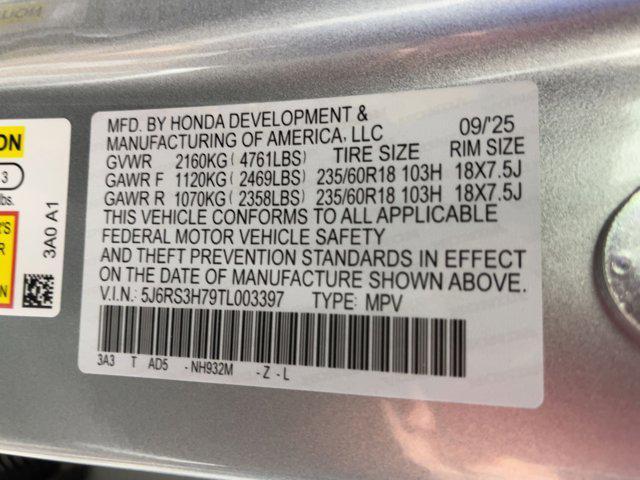 MFD. BY HONDA DEVELOPMENT &
MANUFACTURING OF AMERICA, LLC 09/'25
GVWR 2160KG( 4761LBS) TIRE SIZE RIM SIZE
GAWR F 1120KG( 2469LBS) 235/60R18 103H 18X7.5J
GAWR R 1070KG( 2358LBS) 235/60R18 103H 18X7.5J
THIS VEHICLE CONFORMS TO ALL APPLICABLE
FEDERAL MOTOR VEHICLE SAFETY
AND THEFT PREVENTION STANDARDS IN EFFECT
ON THE DATE OF MANUFACTURE SHOWN ABOVE.
V.I.N.: 5J6RS3H79TL003397 TYPE: MPV
3A3 T AD5 -NH932M -Z-L
3A0 A1
ON
3
lbs.